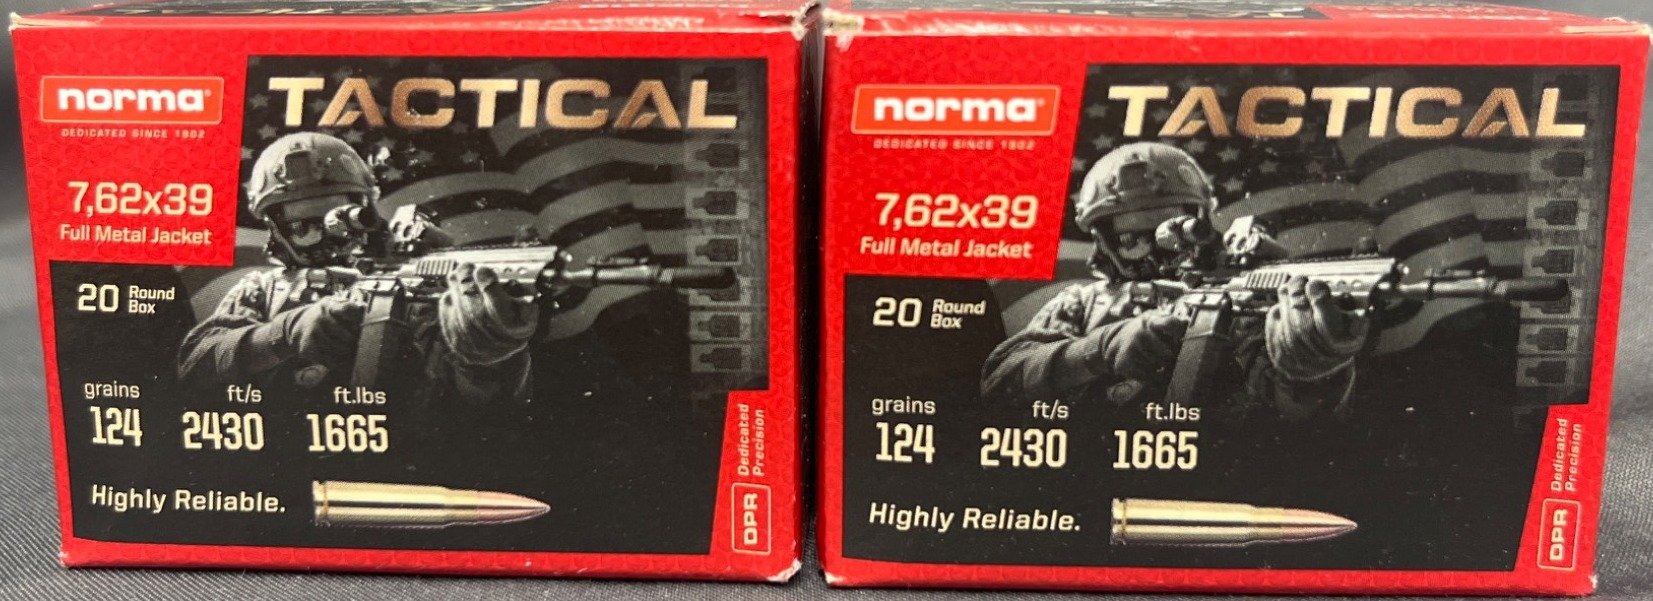 norma
DEDICATED SINCE 1902
TACTICAL
7,62x39
Full Metal Jacket
20 Round Box
grains ft/s ft.lbs
124 2430 1665
Highly Reliable.
DPR Dedicated Precision
norma
DEDICATED SINCE 1902
TACTICAL
7,62x39
Full Metal Jacket
20 Round Box
grains ft/s ft.lbs
124 2430 1665
Highly Reliable.
DPR Dedicated Precision